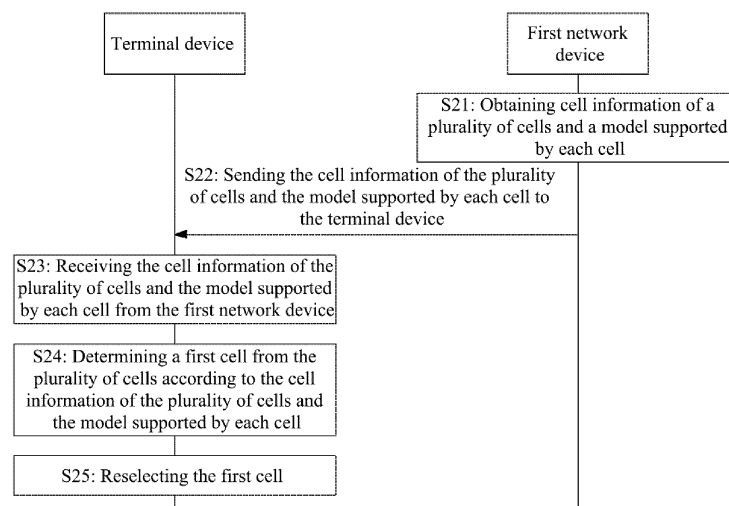 Terminal device
First network
device
S21: Obtaining cell information of a
plurality of cells and a model supported
by each cell
S22: Sending the cell information of the plurality
of cells and the model supported by each cell to
the terminal device
S23: Receiving the cell information of the
plurality of cells and the model supported
by each cell from the first network device
S24: Determining a first cell from the
plurality of cells according to the cell
information of the plurality of cells and
the model supported by each cell
S25: Reselecting the first cell